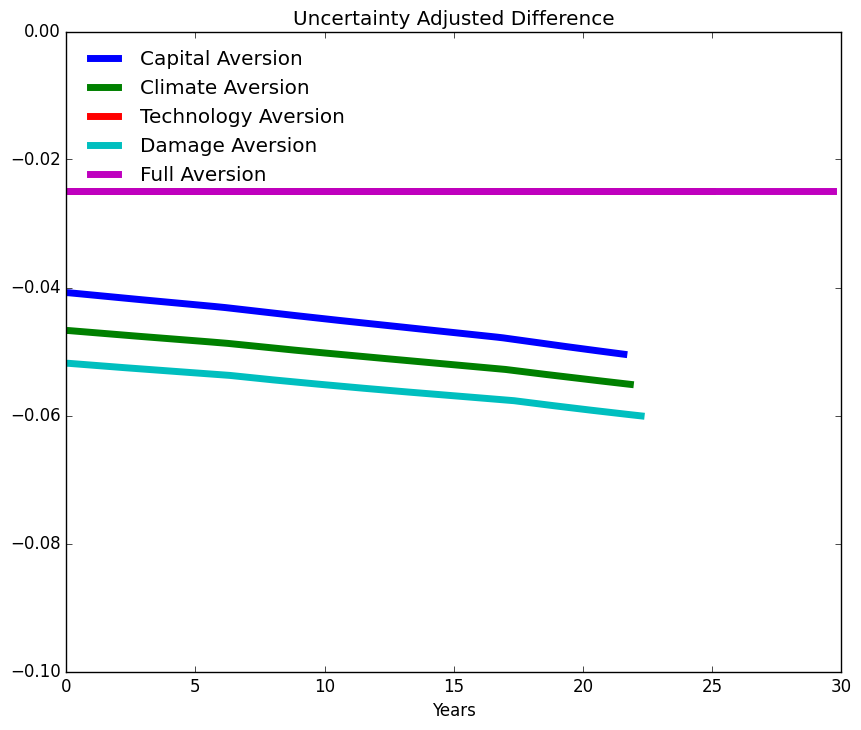 Uncertainty Adjusted Difference
0.00
Capital Aversion
Climate Aversion
Technology Aversion
Damage Aversion
Full Aversion
−0.02
−0.04
−0.06
−0.08
−0.10
0 5 10 15 20 25 30
Years